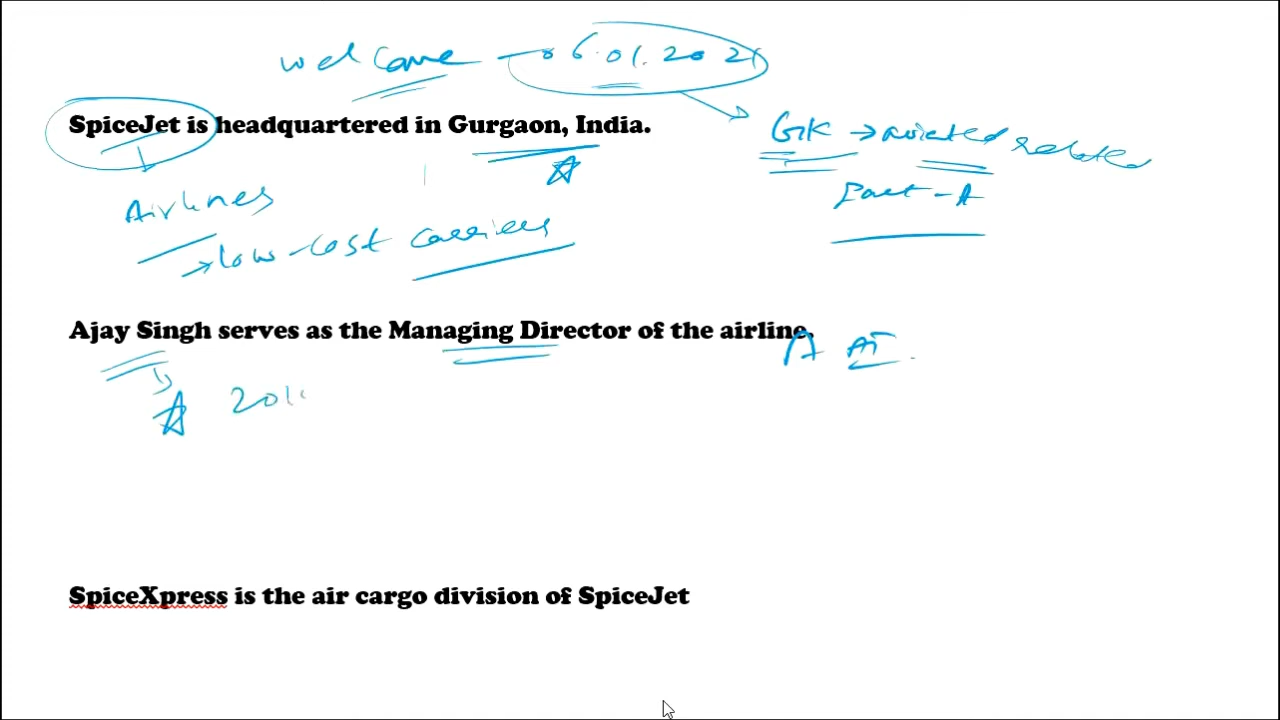 welcome - 06.01.2021
SpiceJet is headquartered in Gurgaon, India.
GK → related
Part - A
Airlines
→ low-cost carriers
Ajay Singh serves as the Managing Director of the airline.
A
SpiceXpress is the air cargo division of SpiceJet